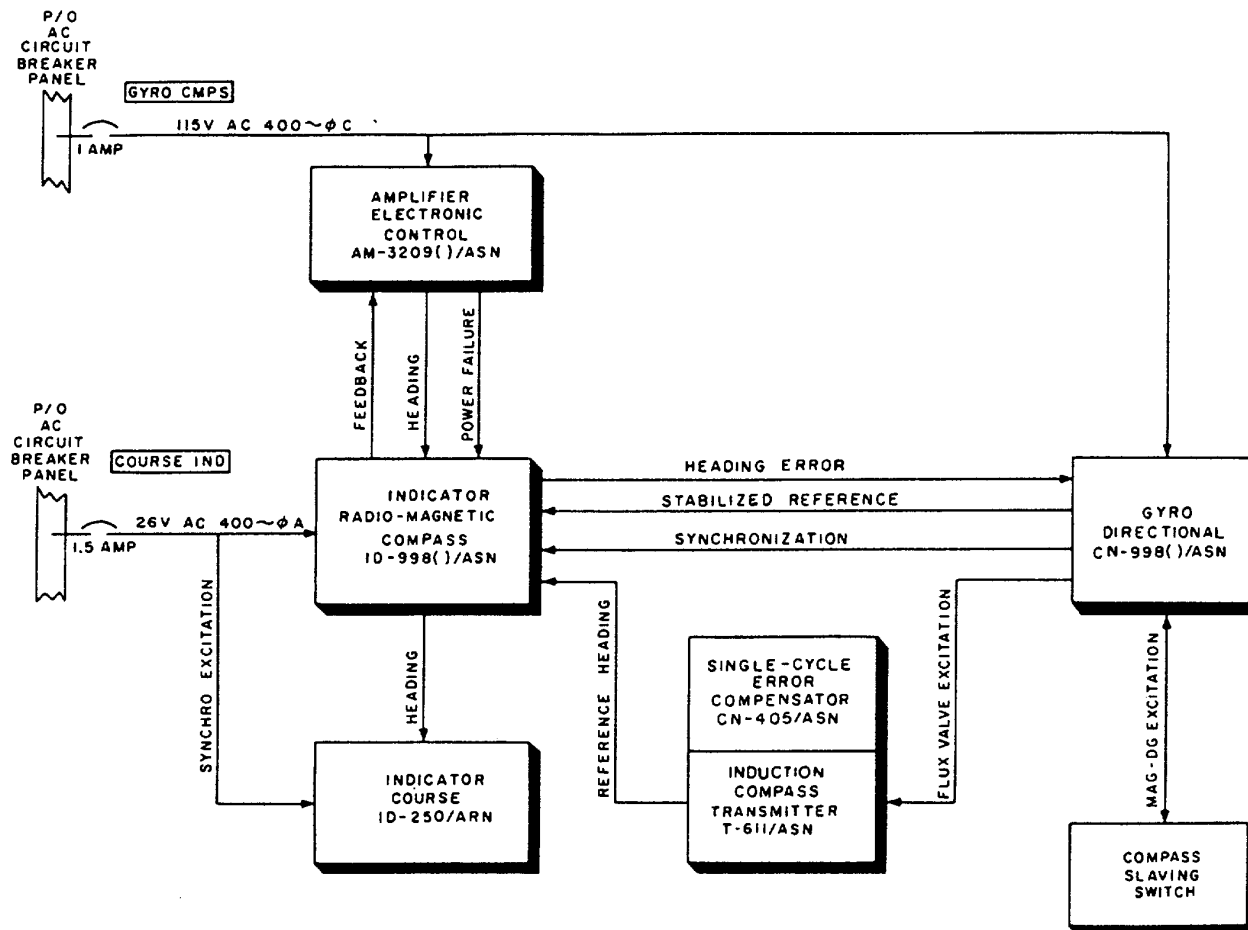 P/O
AC
CIRCUIT
BREAKER
PANEL
GYRO CMPS
115V AC 400~ΦC
1 AMP
AMPLIFIER
ELECTRONIC
CONTROL
AM-3209()/ASN
FEEDBACK
HEADING
POWER FAILURE
P/O
AC
CIRCUIT
BREAKER
PANEL
COURSE IND
26V AC 400~ΦA
1.5 AMP
INDICATOR
RADIO-MAGNETIC
COMPASS
ID-998()/ASN
HEADING ERROR
STABILIZED REFERENCE
SYNCHRONIZATION
GYRO
DIRECTIONAL
CN-998()/ASN
SYNCHRO EXCITATION
HEADING
REFERENCE HEADING
SINGLE-CYCLE
ERROR
COMPENSATOR
CN-405/ASN
INDUCTION
COMPASS
TRANSMITTER
T-611/ASN
FLUX VALVE EXCITATION
MAG-DG EXCITATION
INDICATOR
COURSE
ID-250/ARN
COMPASS
SLAVING
SWITCH